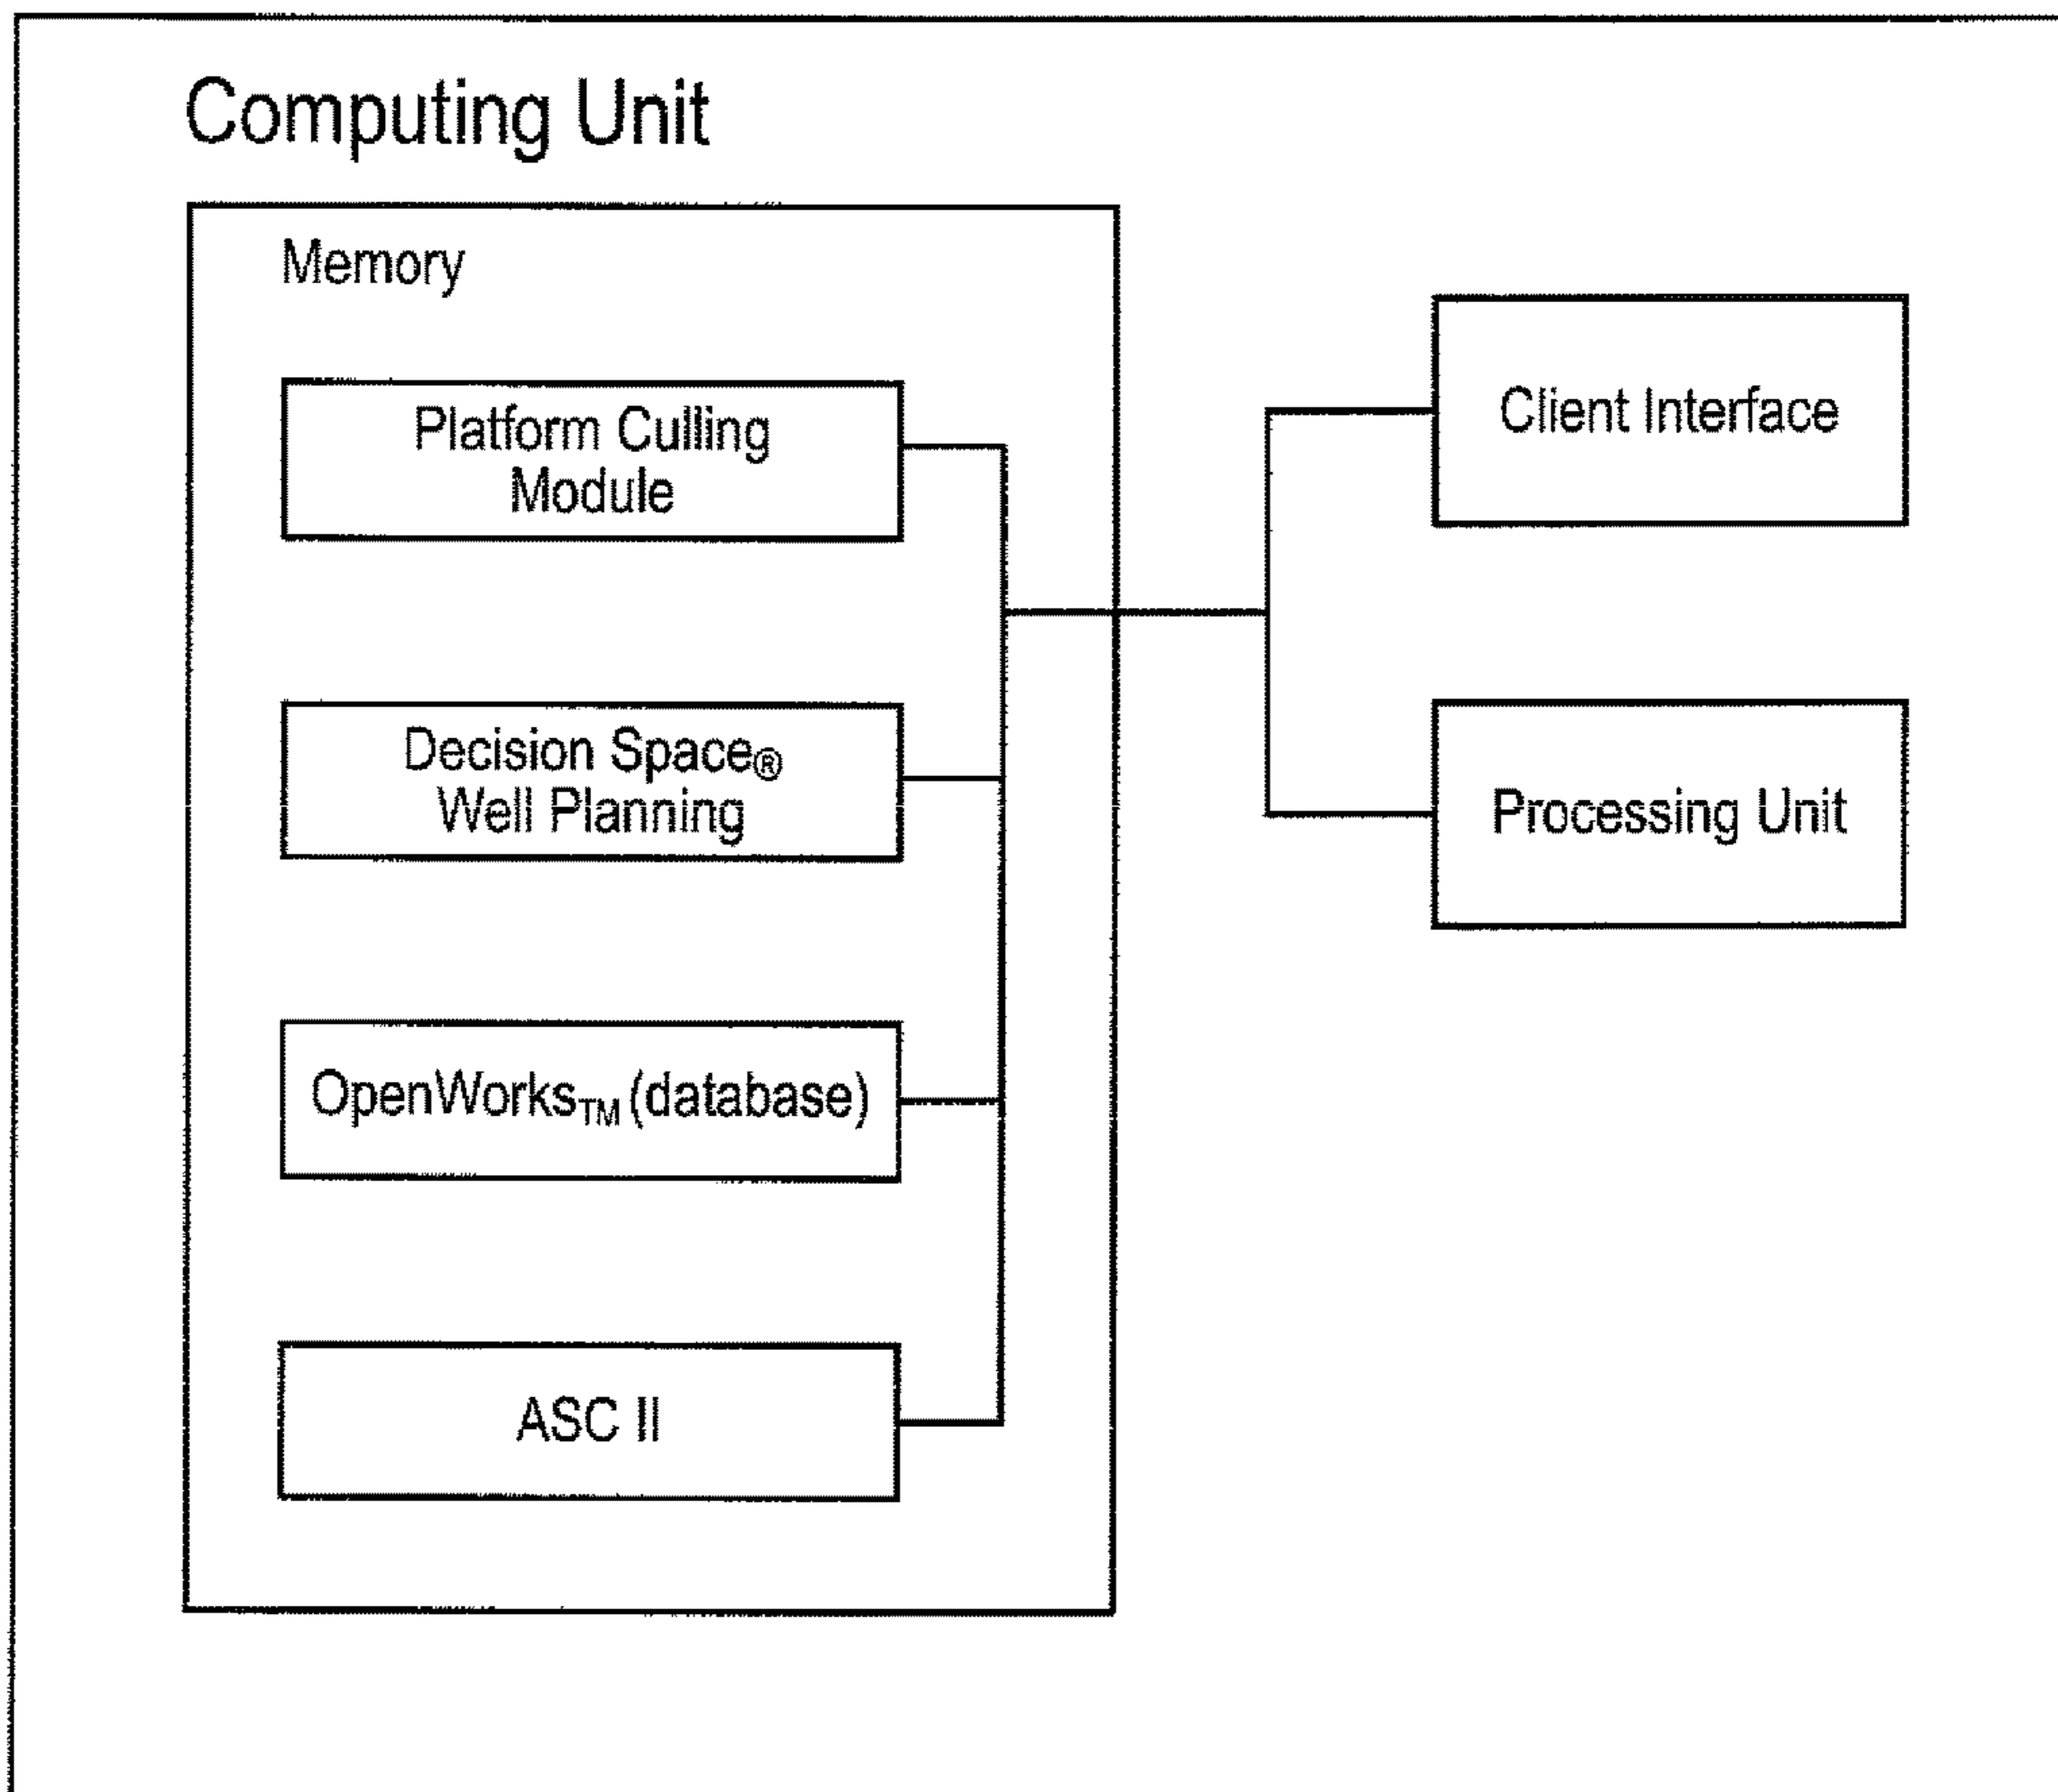 Computing Unit
Memory
Platform Culling
Module
Decision Space®
Well Planning
OpenWorks™ (database)
ASC II
Client Interface
Processing Unit